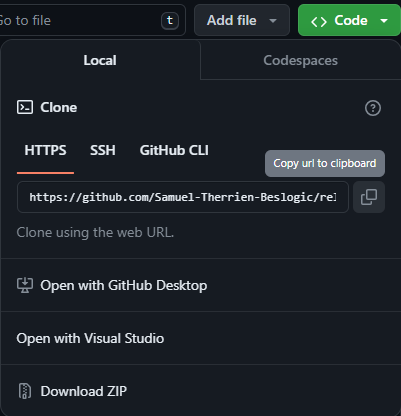 Go to file t Add file <> Code
Local Codespaces
Clone
HTTPS SSH GitHub CLI
Copy url to clipboard
https://github.com/Samuel-Therrien-Beslogic/re
Clone using the web URL.
Open with GitHub Desktop
Open with Visual Studio
Download ZIP